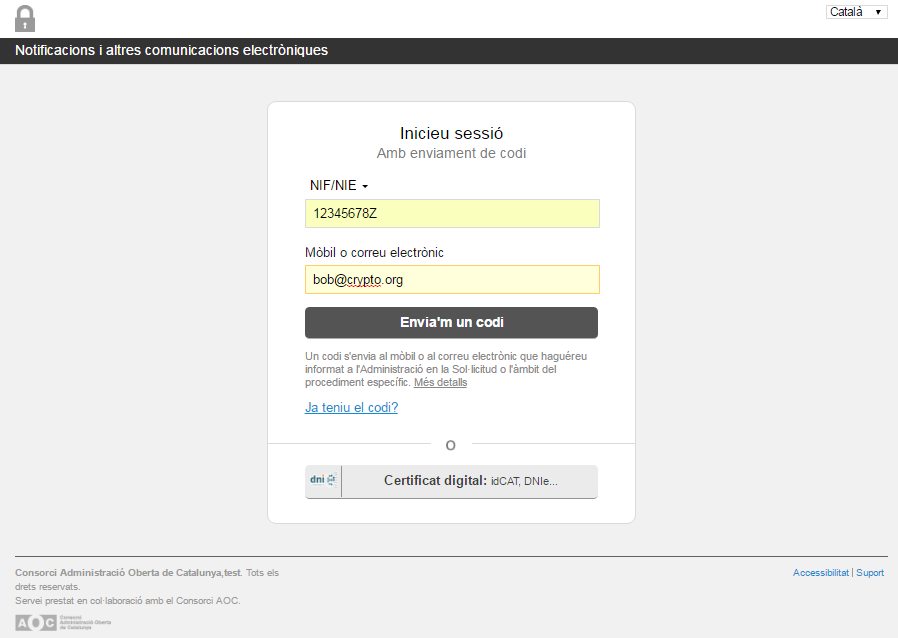 Català
Notificacions i altres comunicacions electròniques
Inicieu sessió
Amb enviament de codi
NIF/NIE
12345678Z
Mòbil o correu electrònic
bob@crypto.org
Envia'm un codi
Un codi s'envia al mòbil o al correu electrònic que haguéreu
informat a l'Administració en la Sol·licitud o l'àmbit del
procediment específic. Més detalls
Ja teniu el codi?
O
dni e
Certificat digital: idCAT, DNIe...
Consorci Administració Oberta de Catalunya,test. Tots els
drets reservats.
Servei prestat en col·laboració amb el Consorci AOC.
Accessibilitat | Suport
AOC
Consorci
Administració Oberta
de Catalunya